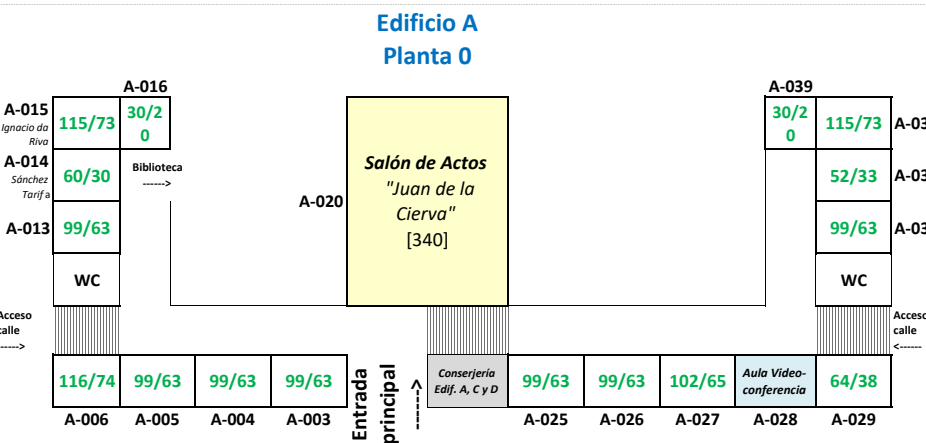 Edificio A
Planta 0
A-016
A-039
A-015
Ignacio da
Riva
115/73
30/2
0
30/2
0
115/73
A-03
A-014
Sánchez
Tarifa
60/30
Biblioteca
------>
Salón de Actos
"Juan de la
Cierva"
[340]
A-020
52/33
A-03
A-013
99/63
99/63
A-03
WC
WC
Acceso
calle
------>
Acceso
calle
<------
116/74
99/63
99/63
99/63
Entrada
principal
------>
Conserjería
Edif. A, C y D
99/63
99/63
102/65
Aula Video-
conferencia
64/38
A-006
A-005
A-004
A-003
A-025
A-026
A-027
A-028
A-029